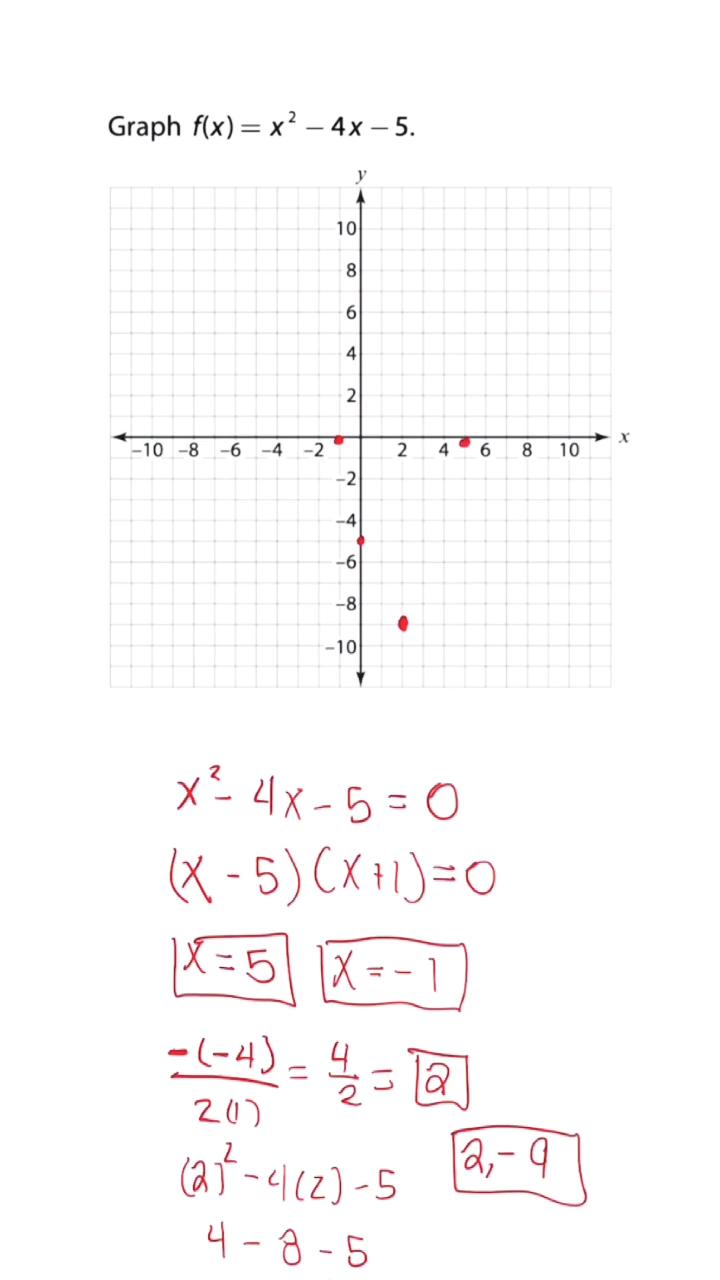 Graph f(x) = x² – 4x – 5.
y
10
8
6
4
2
–10 –8 –6 –4 –2 2 4 6 8 10 x
–2
–4
–6
–8
–10
x² - 4x - 5 = 0
(x - 5)(x+1) = 0
x = 5 x = -1
-(-4)/2(1) = 4/2 = 2
(2)² - 4(2) - 5 2, -9
4 - 8 - 5